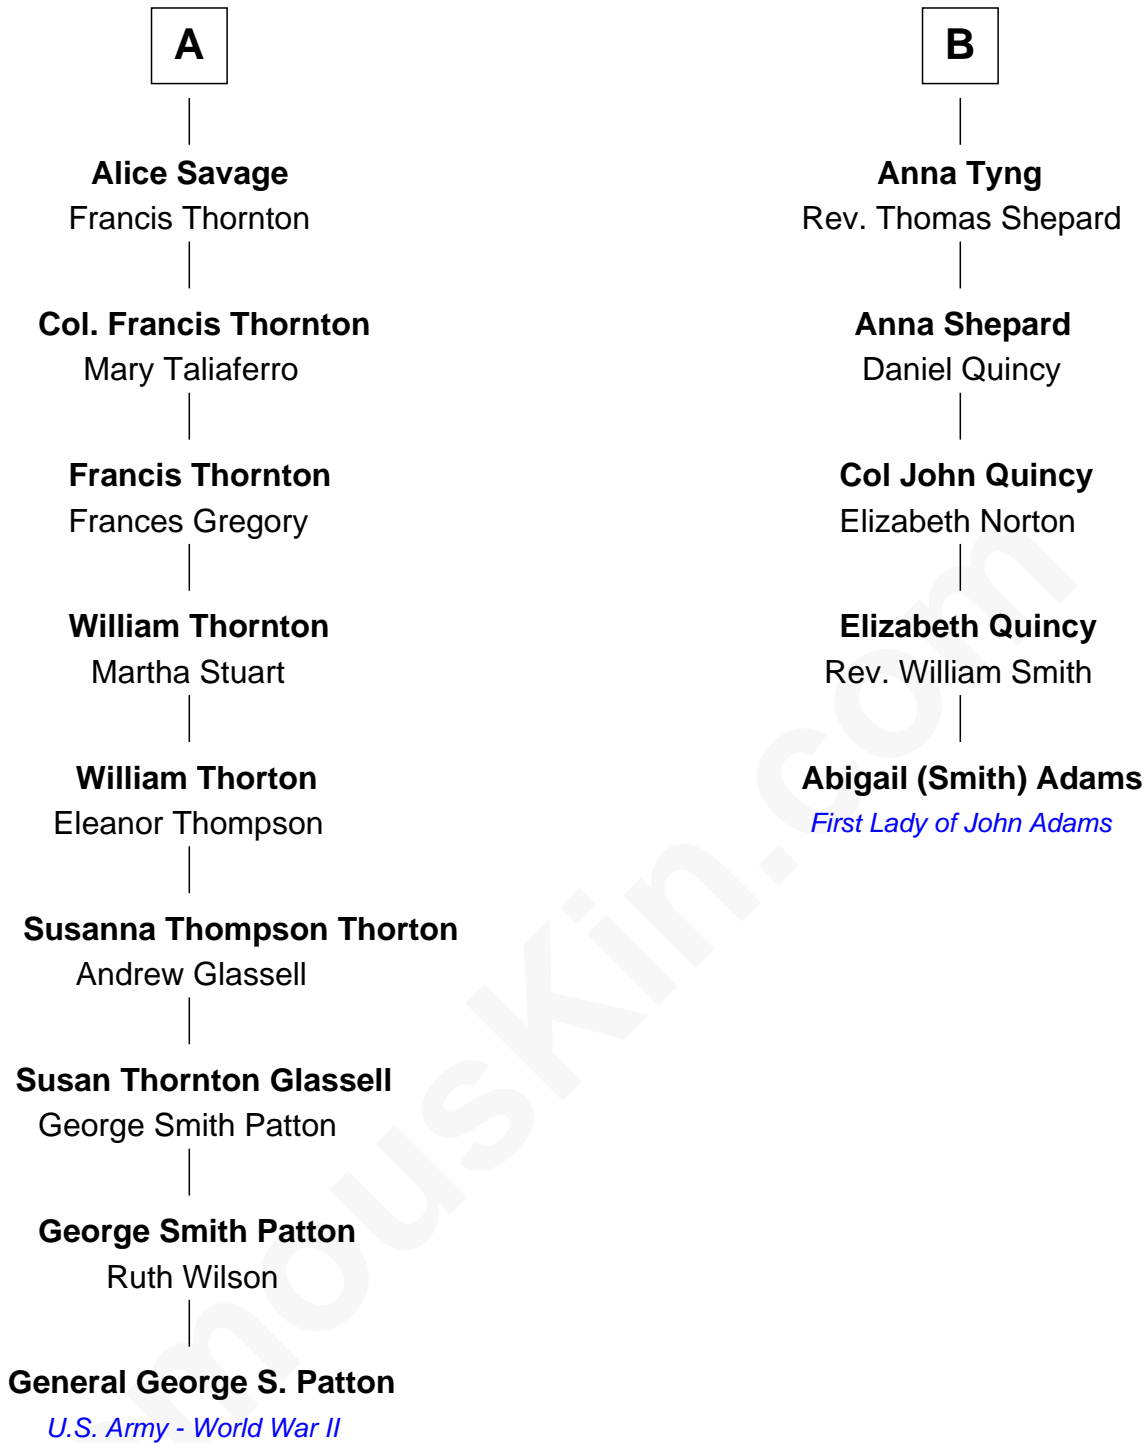 A
Alice Savage
Francis Thornton
Col. Francis Thornton
Mary Taliaferro
Francis Thornton
Frances Gregory
William Thornton
Martha Stuart
William Thorton
Eleanor Thompson
Susanna Thompson Thorton
Andrew Glassell
Susan Thornton Glassell
George Smith Patton
George Smith Patton
Ruth Wilson
General George S. Patton
U.S. Army - World War II
B
Anna Tyng
Rev. Thomas Shepard
Anna Shepard
Daniel Quincy
Col John Quincy
Elizabeth Norton
Elizabeth Quincy
Rev. William Smith
Abigail (Smith) Adams
First Lady of John Adams
mousKin.com